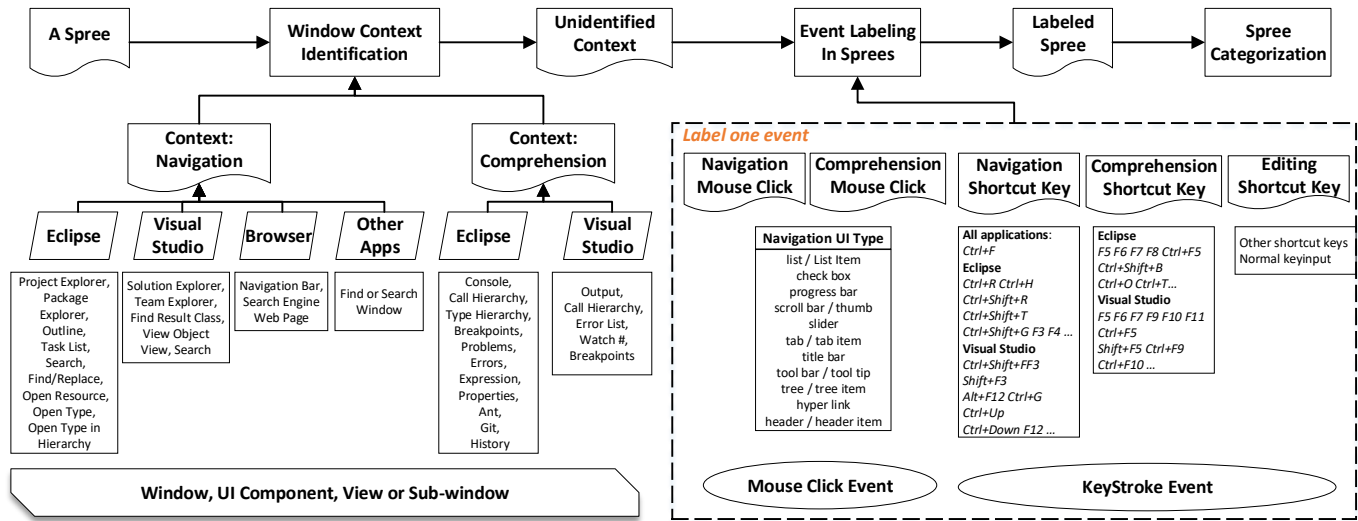 A Spree
Window Context
Identification
Unidentified
Context
Event Labeling
In Sprees
Labeled
Spree
Spree
Categorization
Context:
Navigation
Context:
Comprehension
Eclipse
Visual
Studio
Browser
Other
Apps
Eclipse
Visual
Studio
Project Explorer,
Package
Explorer,
Outline,
Task List,
Search,
Find/Replace,
Open Resource,
Open Type,
Open Type in
Hierarchy
Solution Explorer,
Team Explorer,
Find Result Class,
View Object
View, Search
Navigation Bar,
Search Engine
Web Page
Find or Search
Window
Console,
Call Hierarchy,
Type Hierarchy,
Breakpoints,
Problems,
Errors,
Expression,
Properties,
Ant,
Git,
History
Output,
Call Hierarchy,
Error List,
Watch #,
Breakpoints
Window, UI Component, View or Sub-window
Label one event
Navigation
Mouse Click
Comprehension
Mouse Click
Navigation
Shortcut Key
Comprehension
Shortcut Key
Editing
Shortcut Key
Navigation UI Type
list / List Item
check box
progress bar
scroll bar / thumb
slider
tab / tab item
title bar
tool bar / tool tip
tree / tree item
hyper link
header / header item
All applications:
Ctrl+F
Eclipse
Ctrl+R Ctrl+H
Ctrl+Shift+R
Ctrl+Shift+T
Ctrl+Shift+G F3 F4 ...
Visual Studio
Ctrl+Shift+FF3
Shift+F3
Alt+F12 Ctrl+G
Ctrl+Up
Ctrl+Down F12 ...
Eclipse
F5 F6 F7 F8 Ctrl+F5
Ctrl+Shift+B
Ctrl+O Ctrl+T...
Visual Studio
F5 F6 F7 F9 F10 F11
Ctrl+F5
Shift+F5 Ctrl+F9
Ctrl+F10 ...
Other shortcut keys
Normal keyinput
Mouse Click Event
KeyStroke Event